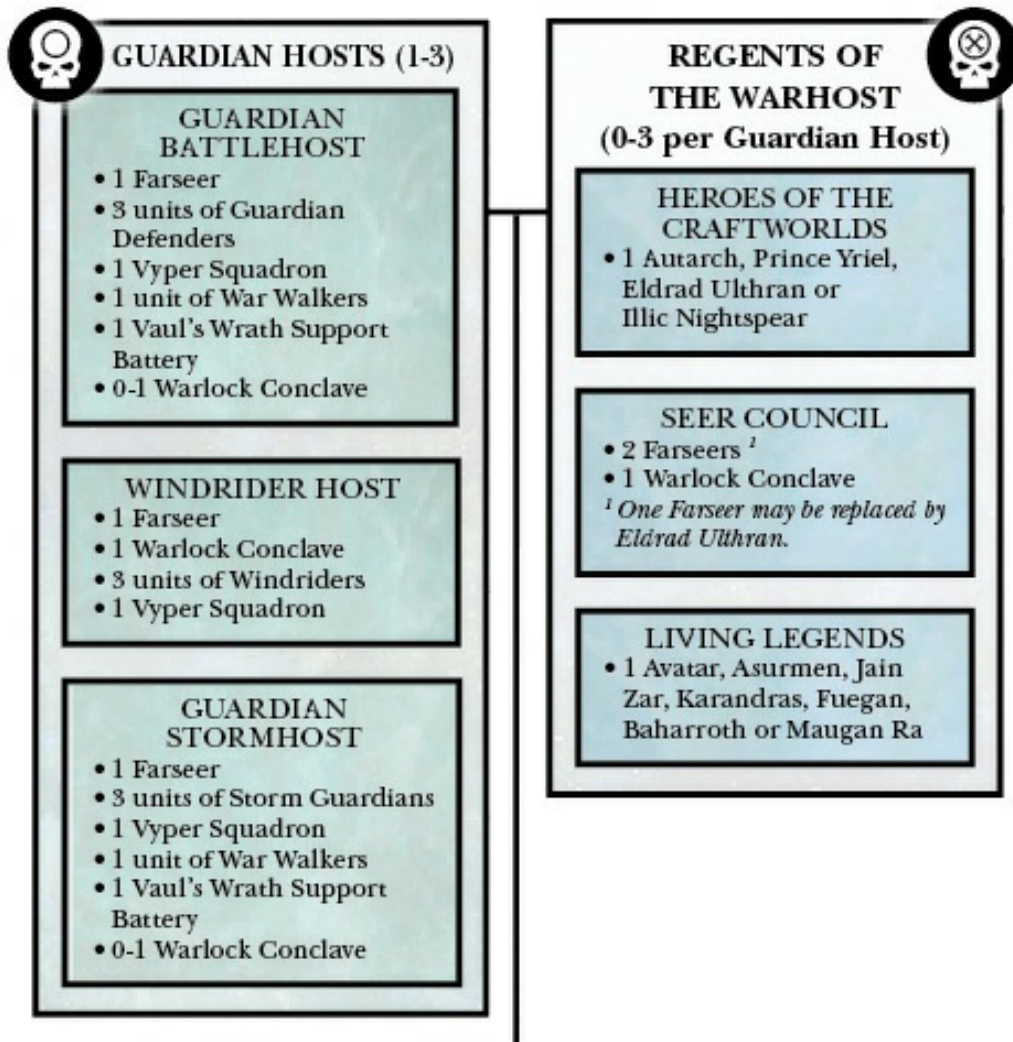 GUARDIAN HOSTS (1-3)
GUARDIAN
BATTLEHOST
• 1 Farseer
• 3 units of Guardian
Defenders
• 1 Vyper Squadron
• 1 unit of War Walkers
• 1 Vaul's Wrath Support
Battery
• 0-1 Warlock Conclave
WINDRIDER HOST
• 1 Farseer
• 1 Warlock Conclave
• 3 units of Windriders
• 1 Vyper Squadron
GUARDIAN
STORMHOST
• 1 Farseer
• 3 units of Storm Guardians
• 1 Vyper Squadron
• 1 unit of War Walkers
• 1 Vaul's Wrath Support
Battery
• 0-1 Warlock Conclave
REGENTS OF
THE WARHOST
(0-3 per Guardian Host)
HEROES OF THE
CRAFTWORLDS
• 1 Autarch, Prince Yriel,
Eldrad Ulthran or
Illic Nightspear
SEER COUNCIL
• 2 Farseers ¹
• 1 Warlock Conclave
¹ One Farseer may be replaced by
Eldrad Ulthran.
LIVING LEGENDS
• 1 Avatar, Asurmen, Jain
Zar, Karandras, Fuegan,
Baharroth or Maugan Ra